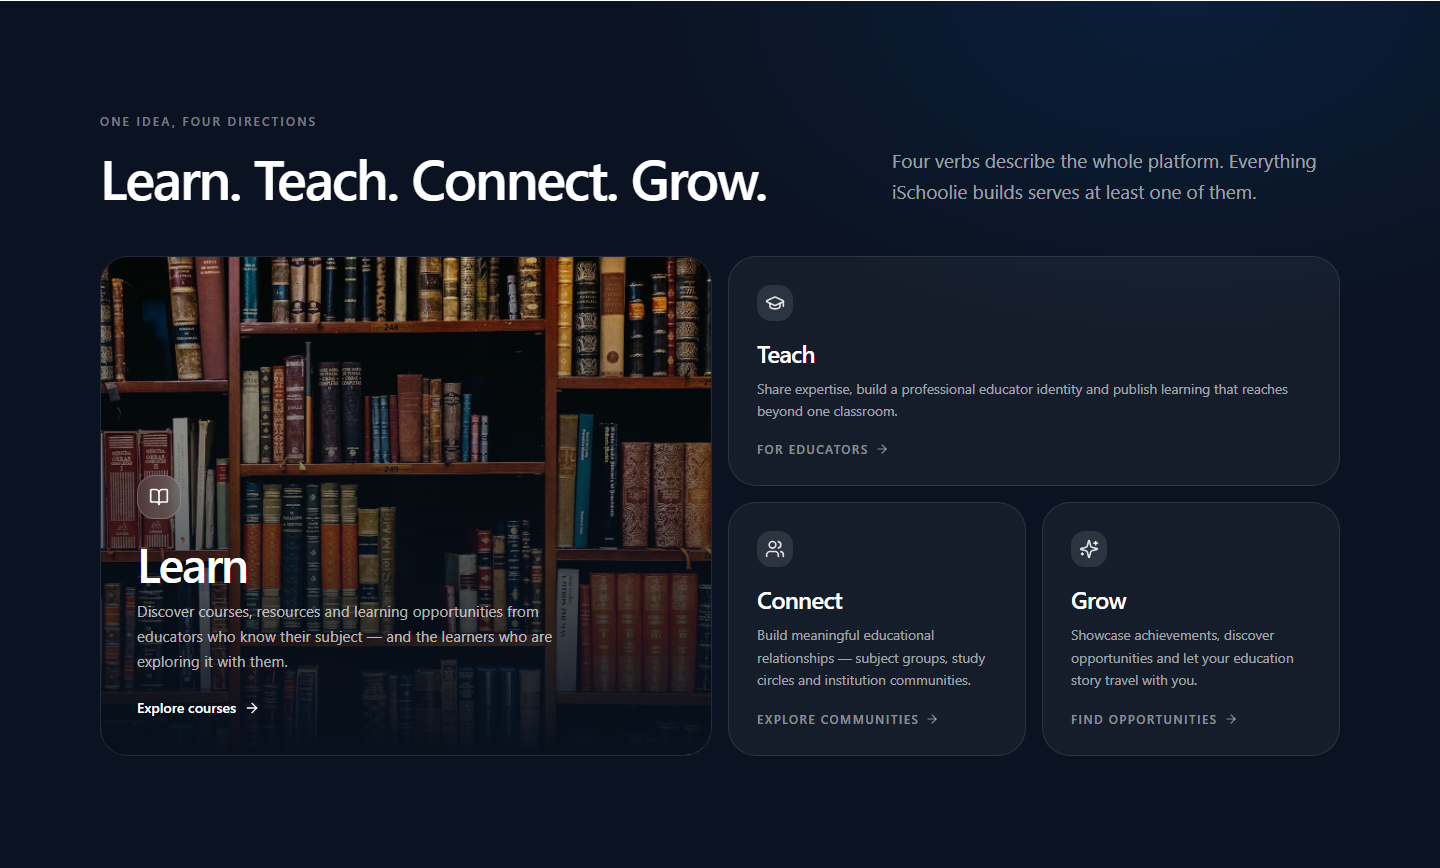 ONE IDEA, FOUR DIRECTIONS
Learn. Teach. Connect. Grow.
Four verbs describe the whole platform. Everything
iSchoolie builds serves at least one of them.
248
249
Learn
Discover courses, resources and learning opportunities from
educators who know their subject — and the learners who are
exploring it with them.
Explore courses
Teach
Share expertise, build a professional educator identity and publish learning that reaches
beyond one classroom.
FOR EDUCATORS
Connect
Build meaningful educational
relationships — subject groups, study
circles and institution communities.
EXPLORE COMMUNITIES
Grow
Showcase achievements, discover
opportunities and let your education
story travel with you.
FIND OPPORTUNITIES